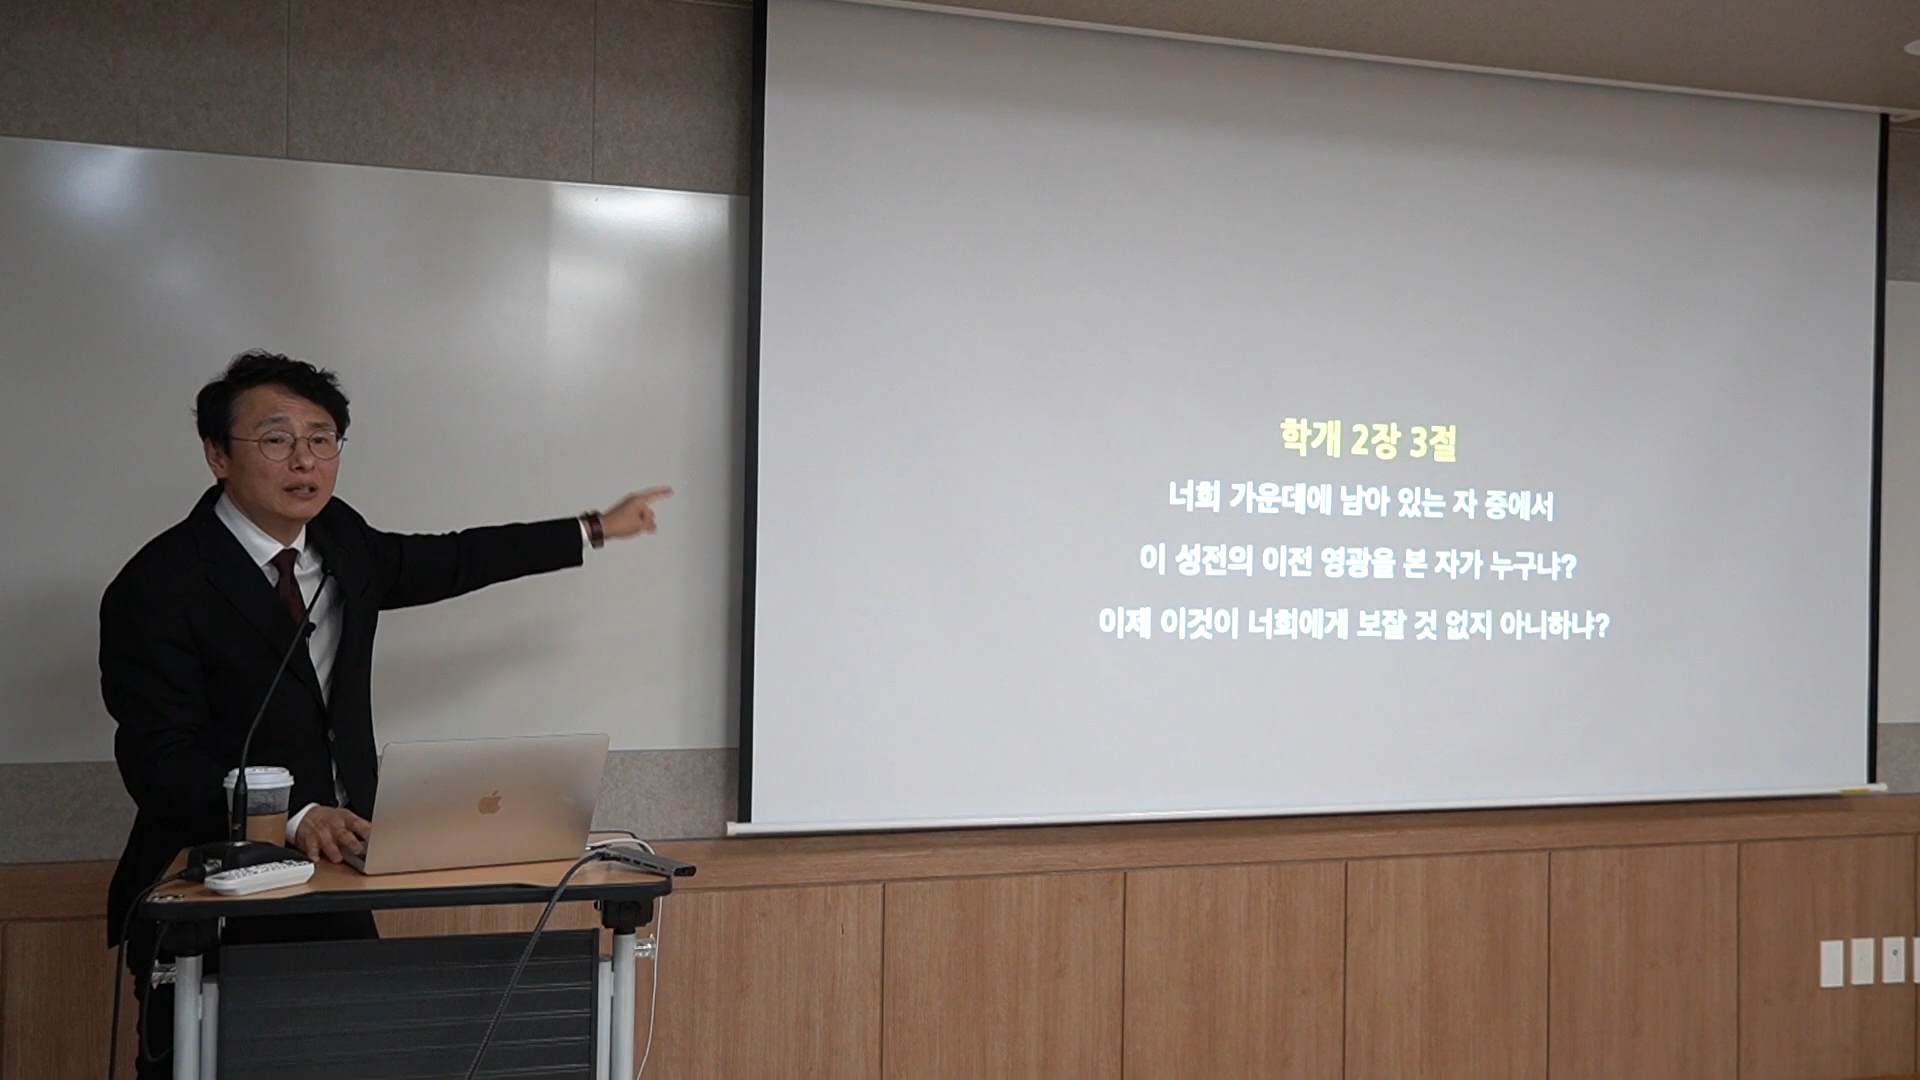 학개 2장 3절
너희 가운데에 남아 있는 자 중에서
이 성전의 이전 영광을 본 자가 누구냐?
이제 이것이 너희에게 보잘 것 없지 아니하냐?